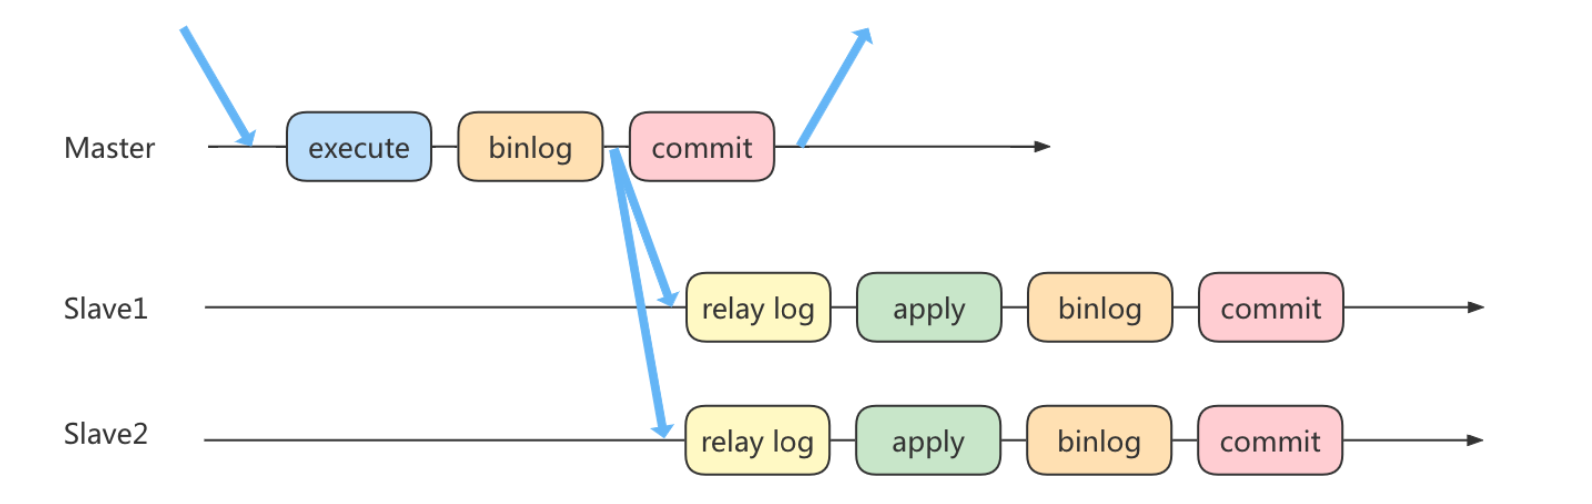 Master execute binlog commit
Slave1 relay log apply binlog commit
Slave2 relay log apply binlog commit